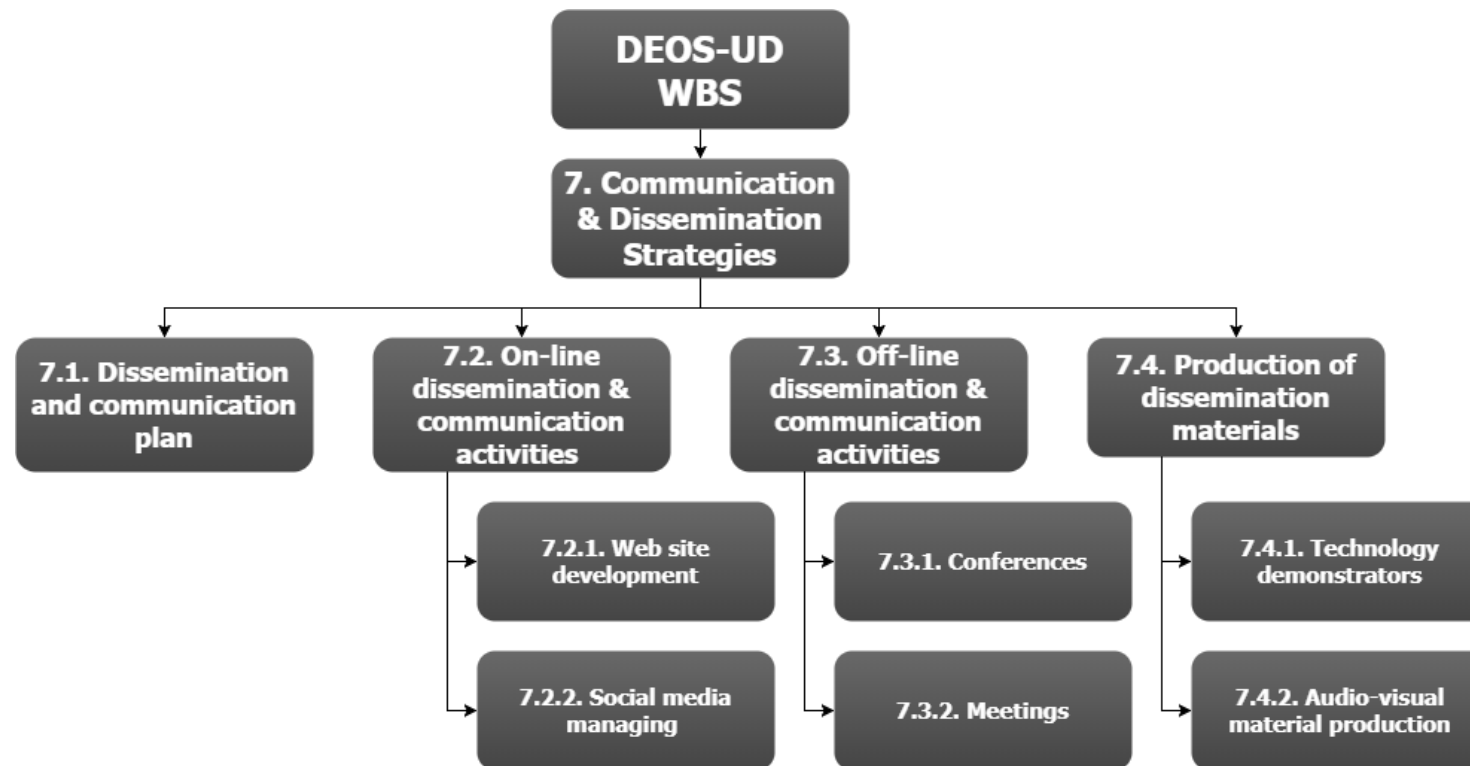 DEOS-UD
WBS
7. Communication
& Dissemination
Strategies
7.1. Dissemination
and communication
plan
7.2. On-line
dissemination &
communication
activities
7.3. Off-line
dissemination &
communication
activities
7.4. Production of
dissemination
materials
7.2.1. Web site
development
7.3.1. Conferences
7.4.1. Technology
demonstrators
7.2.2. Social media
managing
7.3.2. Meetings
7.4.2. Audio-visual
material production